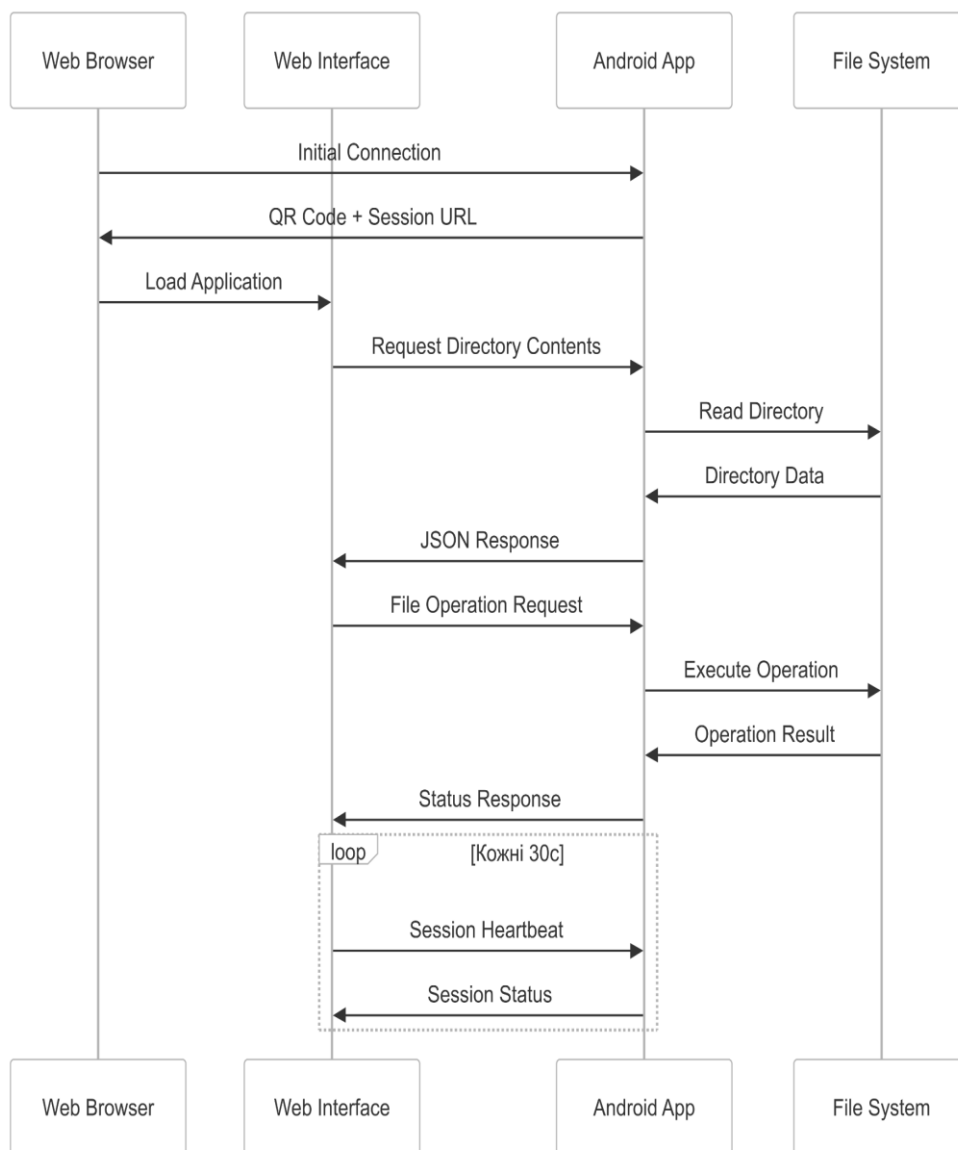 Web Browser
Web Interface
Android App
File System
Initial Connection
QR Code + Session URL
Load Application
Request Directory Contents
Read Directory
Directory Data
JSON Response
File Operation Request
Execute Operation
Operation Result
Status Response
loop
[Кожні 30с]
Session Heartbeat
Session Status
Web Browser
Web Interface
Android App
File System